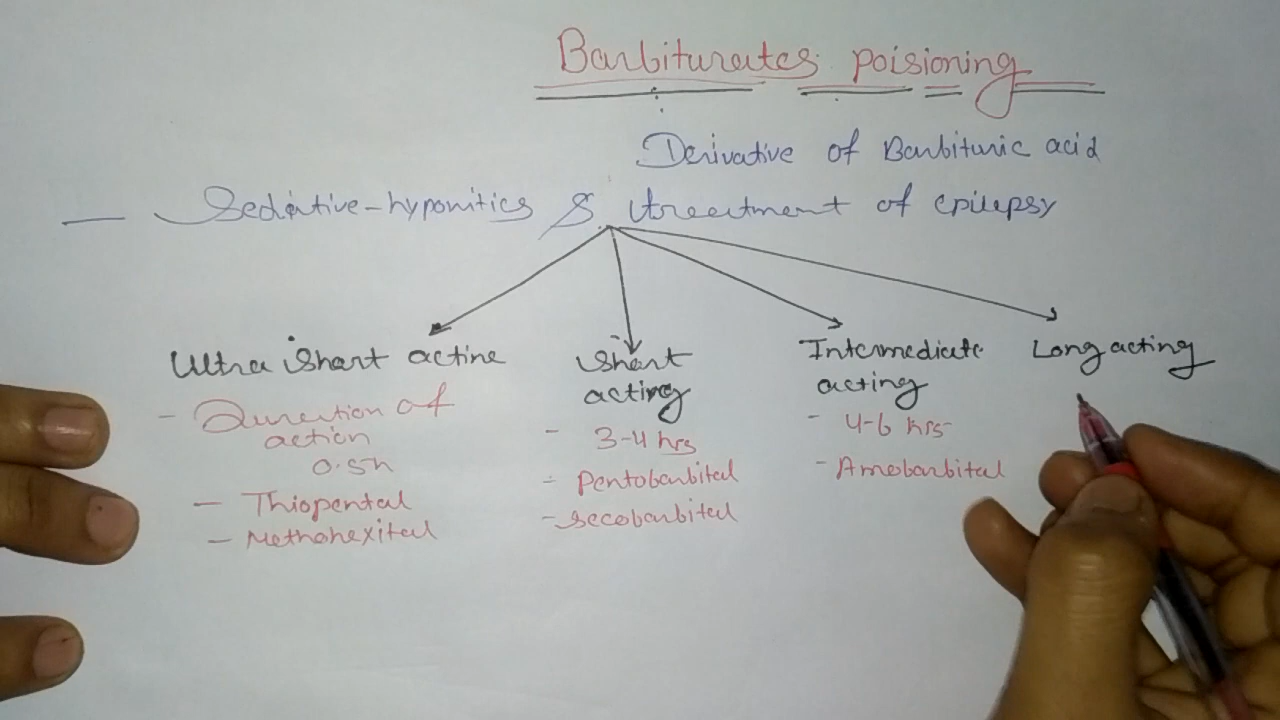 Barbiturates poisioning
Derivative of Barbituric acid
— Sedative-hyponitics & treatment of epilepsy
Ultra short actine
- Duration of
action
0.5h
- Thiopental
- Methohexital
Short
acting
- 3-4 hrs
- Pentobarbital
- Secobarbital
Intermediate
acting
- 4-6 hrs
- Amobarbital
Long acting